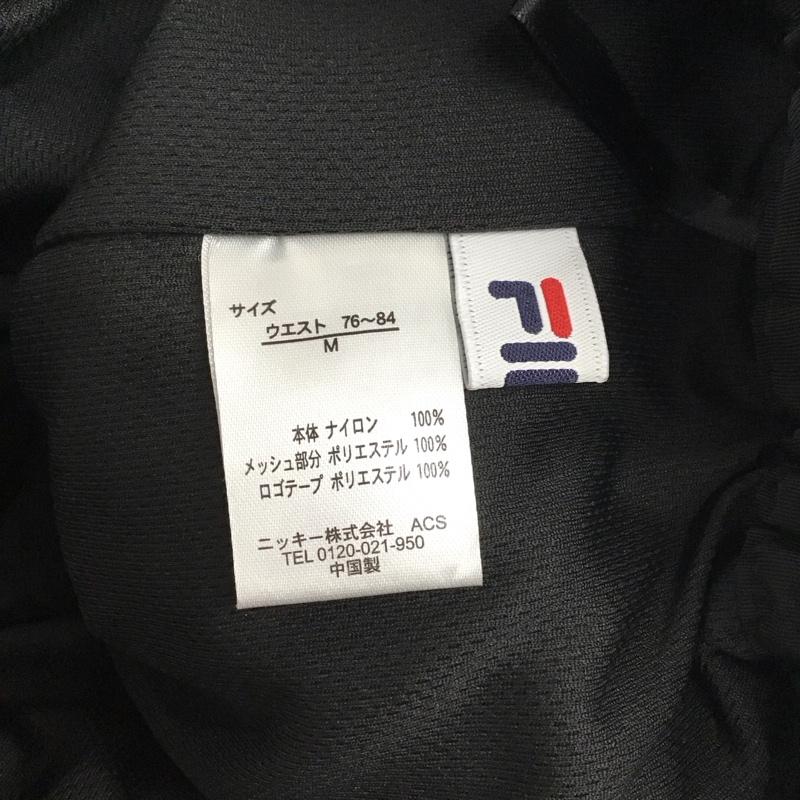 サイズ
ウエスト 76～84
M
本体 ナイロン 100%
メッシュ部分 ポリエステル 100%
ロゴテープ ポリエステル 100%
ニッキー株式会社 ACS
TEL 0120-021-950
中国製
FIL